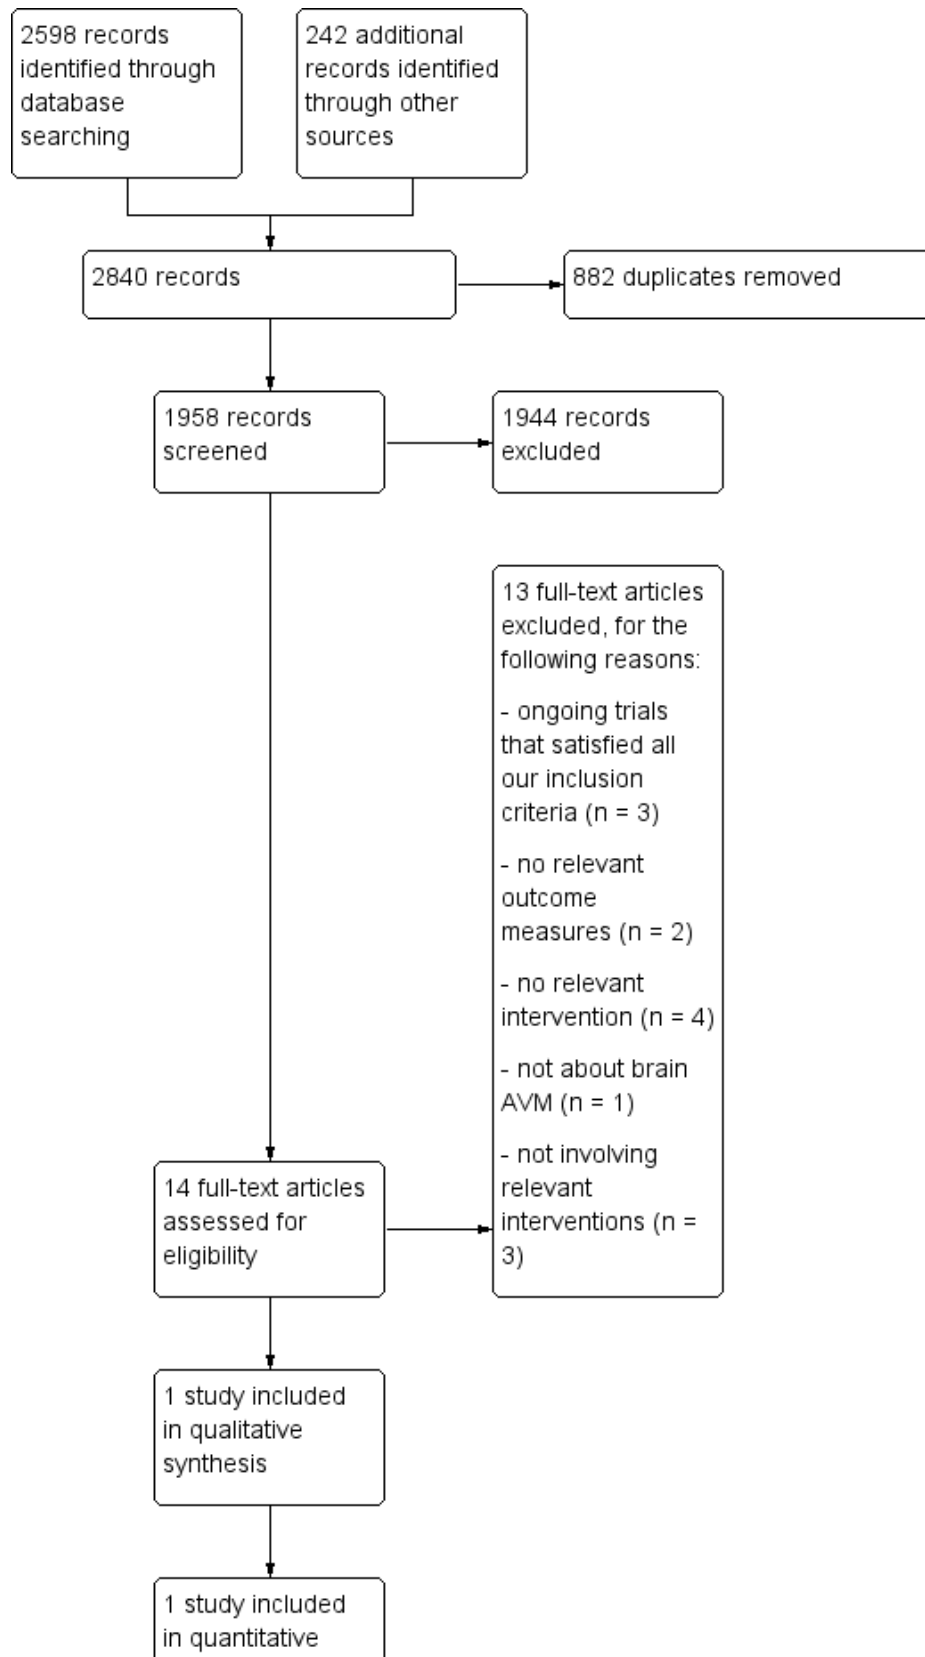 2598 records
identified through
database
searching
242 additional
records identified
through other
sources
2840 records
882 duplicates removed
1958 records
screened
1944 records
excluded
13 full-text articles
excluded, for the
following reasons:
- ongoing trials
that satisfied all
our inclusion
criteria (n = 3)
- no relevant
outcome
measures (n = 2)
- no relevant
intervention (n = 4)
- not about brain
AVM (n = 1)
- not involving
relevant
interventions (n =
3)
14 full-text articles
assessed for
eligibility
1 study included
in qualitative
synthesis
1 study included
in quantitative